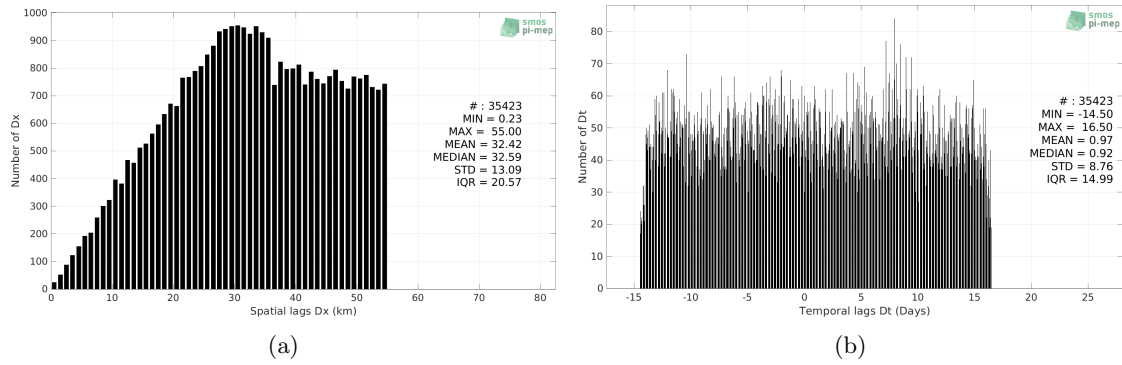 1000
900
800
700
600
500
400
300
200
100
0
Number of Dx
0 10 20 30 40 50 60 70 80
Spatial lags Dx (km)
smos
pi-mep
# : 35423
MIN = 0.23
MAX = 55.00
MEAN = 32.42
MEDIAN = 32.59
STD = 13.09
IQR = 20.57
(a)
80
70
60
50
40
30
20
10
0
Number of Dt
-15 -10 -5 0 5 10 15 20 25
Temporal lags Dt (Days)
smos
pi-mep
# : 35423
MIN = -14.50
MAX = 16.50
MEAN = 0.97
MEDIAN = 0.92
STD = 8.76
IQR = 14.99
(b)